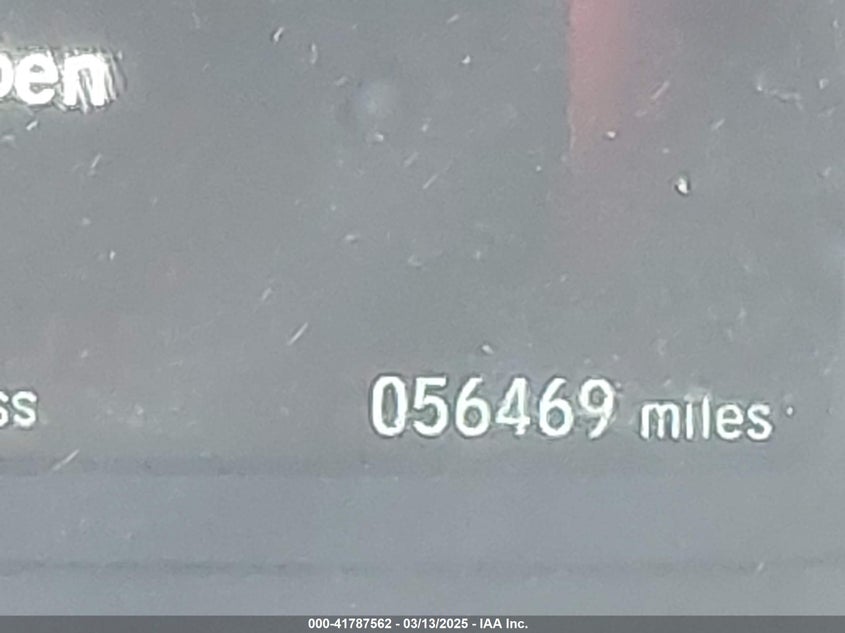 pen
ss
056469 miles
000-41787562 - 03/13/2025 - IAA Inc.